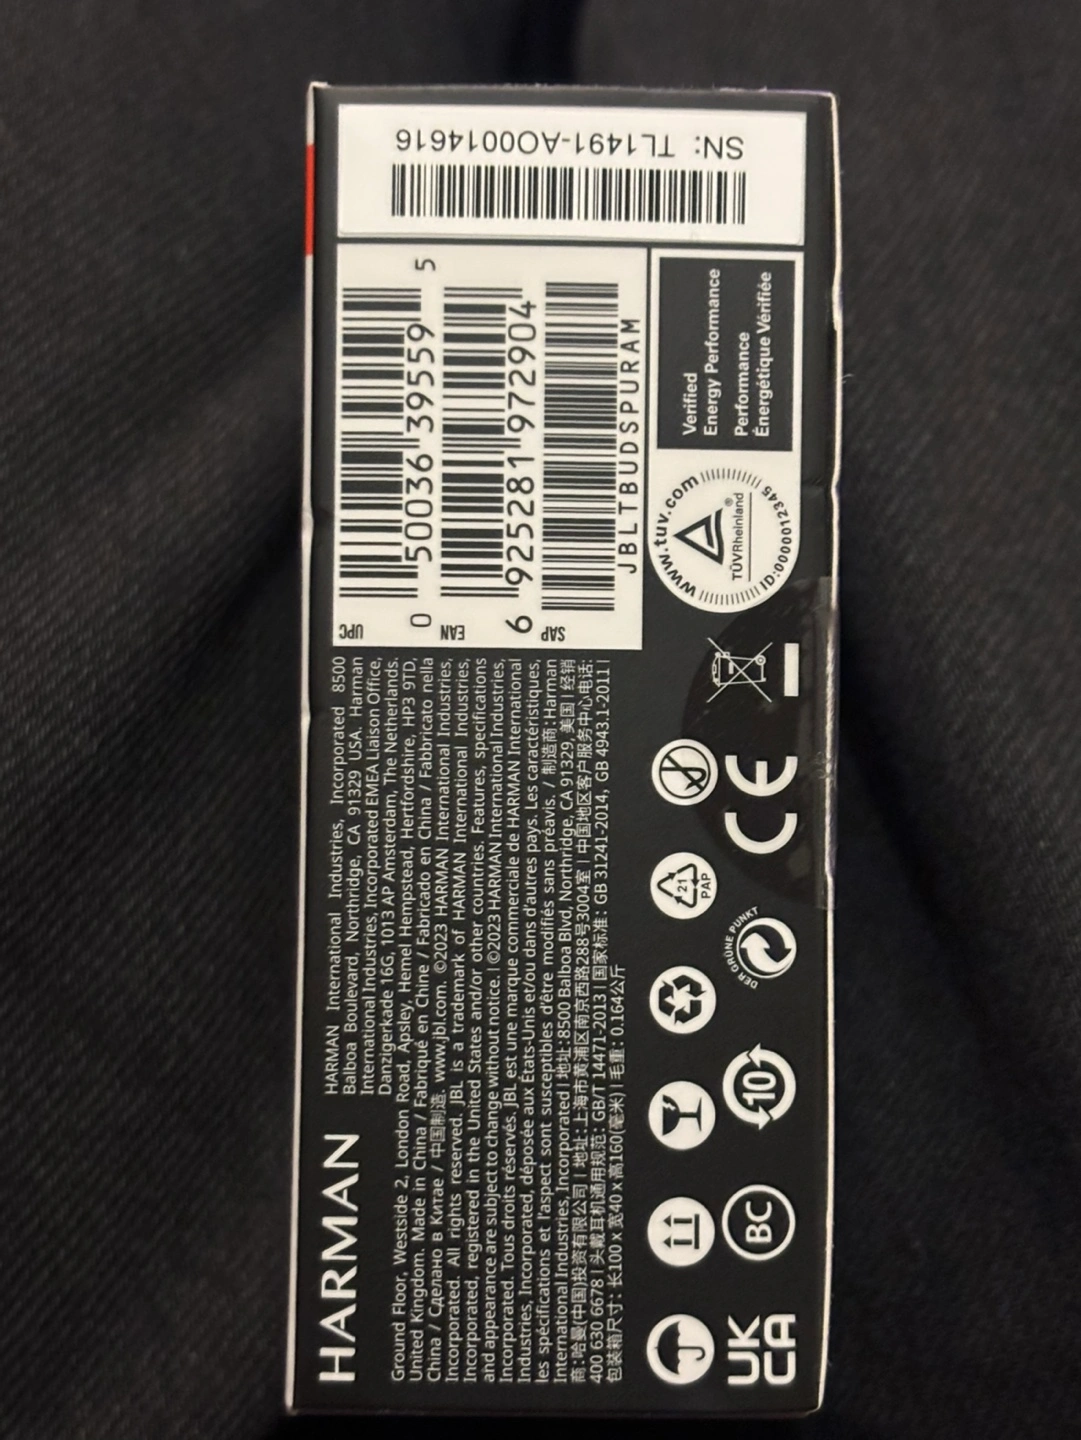 HARMAN
HARMAN International Industries, Incorporated 8500
Balboa Boulevard, Northridge, CA 91329 USA. Harman
International Industries, Incorporated EMEA Liaison Office,
Danzigerkade 16G, 1013 AP Amsterdam, The Netherlands.
Ground Floor, Westside 2, London Road, Apsley, Hemel Hempstead, Hertfordshire, HP3 9TD,
United Kingdom. Made in China / Fabriqué en Chine / Fabricado en China / Fabbricato nella
China / Сделано в Китае / 中国制造. www.jbl.com. ©2023 HARMAN International Industries,
Incorporated. All rights reserved. JBL is a trademark of HARMAN International Industries,
Incorporated, registered in the United States and/or other countries. Features, specifications
and appearance are subject to change without notice. | ©2023 HARMAN International Industries,
Incorporated. Tous droits réservés. JBL est une marque commerciale de HARMAN International
Industries, Incorporated, déposée aux États-Unis et/ou dans d'autres pays. Les caractéristiques,
les spécifications et l'aspect sont susceptibles d'être modifiés sans préavis. / 制造商: Harman
International Industries, Incorporated | 地址: 8500 Balboa Blvd, Northridge, CA 91329, 美国 | 经销
商: 哈曼(中国)投资有限公司 | 地址: 上海市黄浦区南京西路288号3004室 | 中国地区客户服务中心电话:
400 630 6678 | 头戴耳机通用规范: GB/T 14471-2013 | 国家标准: GB 31241-2014, GB 4943.1-2011 |
包装箱尺寸: 长100 x 宽40 x 高160(毫米) | 毛重: 0.164公斤
UPC
0 50036 39559 5
EAN
6 925281 972904
SAP
JBLTBUDSPURAM
SN: TL1491-AO0014616
21
PAP
UK
CA
BC
10
DER GRÜNE PUNKT
CE
www.tuv.com
TÜVRheinland®
ID:0000012345
Verified
Energy Performance
Performance
Énergétique Vérifiée